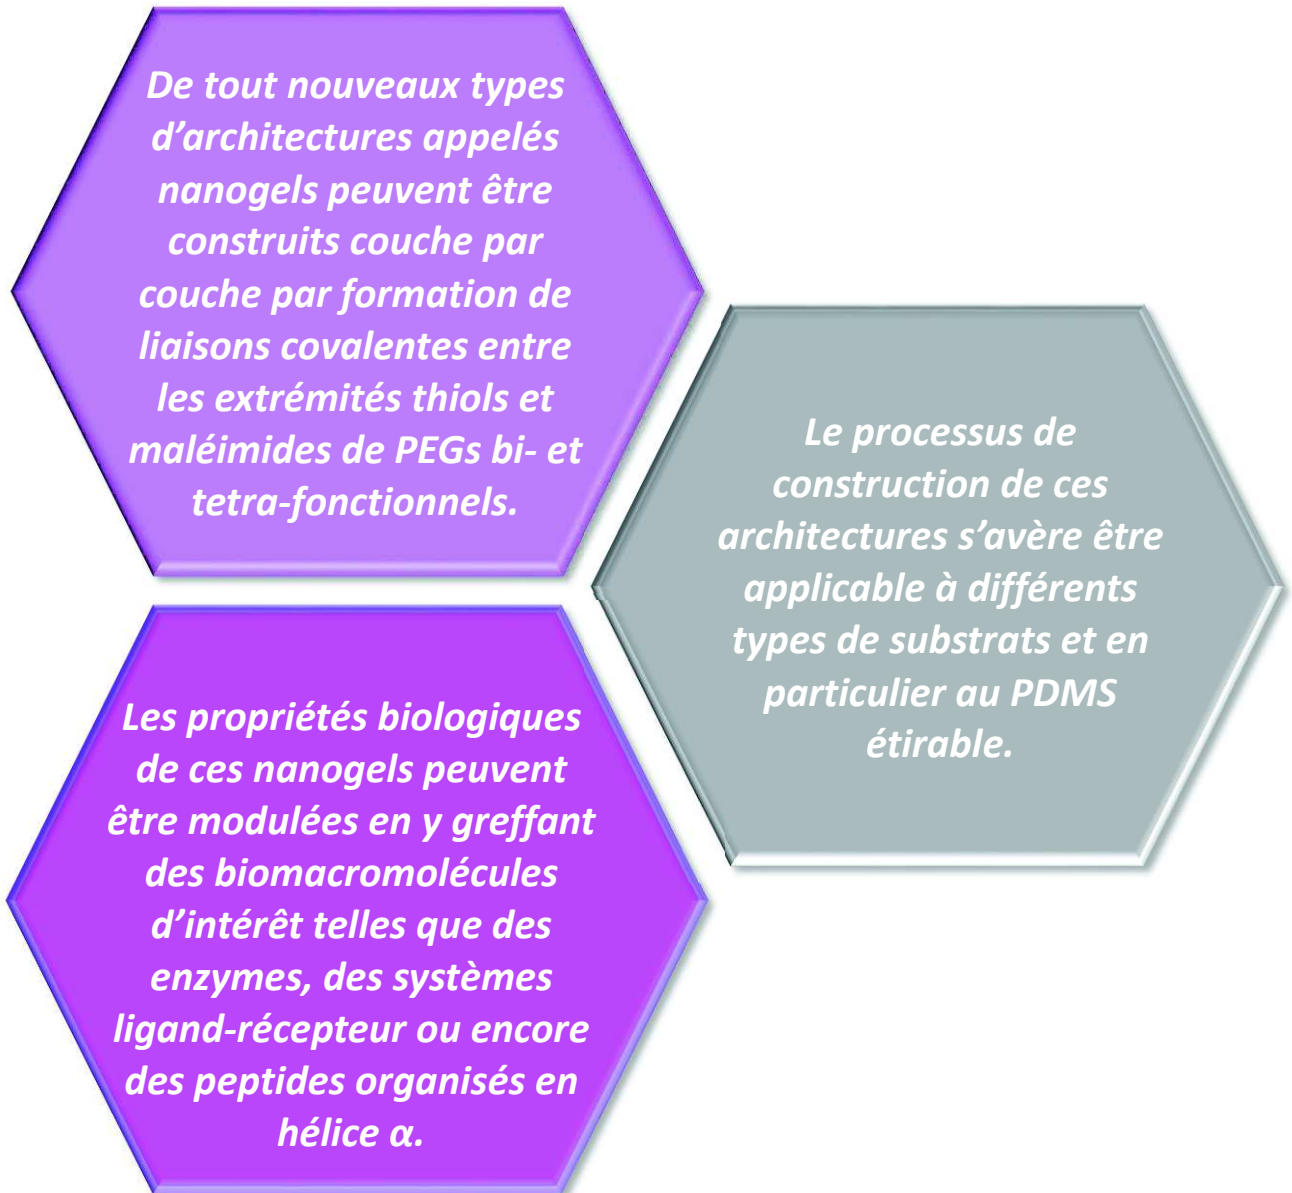 De tout nouveaux types
d’architectures appelés
nanogels peuvent être
construits couche par
couche par formation de
liaisons covalentes entre
les extrémités thiols et
maléimides de PEGs bi- et
tetra-fonctionnels.
Le processus de
construction de ces
architectures s’avère être
applicable à différents
types de substrats et en
particulier au PDMS
étirable.
Les propriétés biologiques
de ces nanogels peuvent
être modulées en y greffant
des biomacromolécules
d’intérêt telles que des
enzymes, des systèmes
ligand-récepteur ou encore
des peptides organisés en
hélice α.